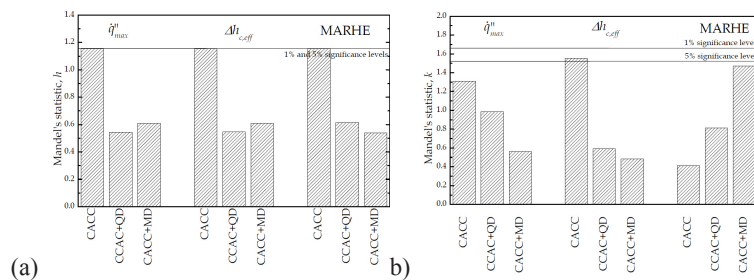 q̇″max Δh c,eff MARHE
1% and 5% significance levels
Mandel's statistic, h
1.4
1.2
1.0
0.8
0.6
0.4
0.2
0.0
CACC
CCAC+QD
CACC+MD
CACC
CCAC+QD
CACC+MD
CACC
CCAC+QD
CACC+MD
(a)
q̇″max Δh c,eff MARHE
1% significance level
5% significance level
Mandel's statistic, k
2.0
1.8
1.6
1.4
1.2
1.0
0.8
0.6
0.4
0.2
0.0
CACC
CCAC+QD
CACC+MD
CACC
CCAC+QD
CACC+MD
CACC
CCAC+QD
CACC+MD
b)